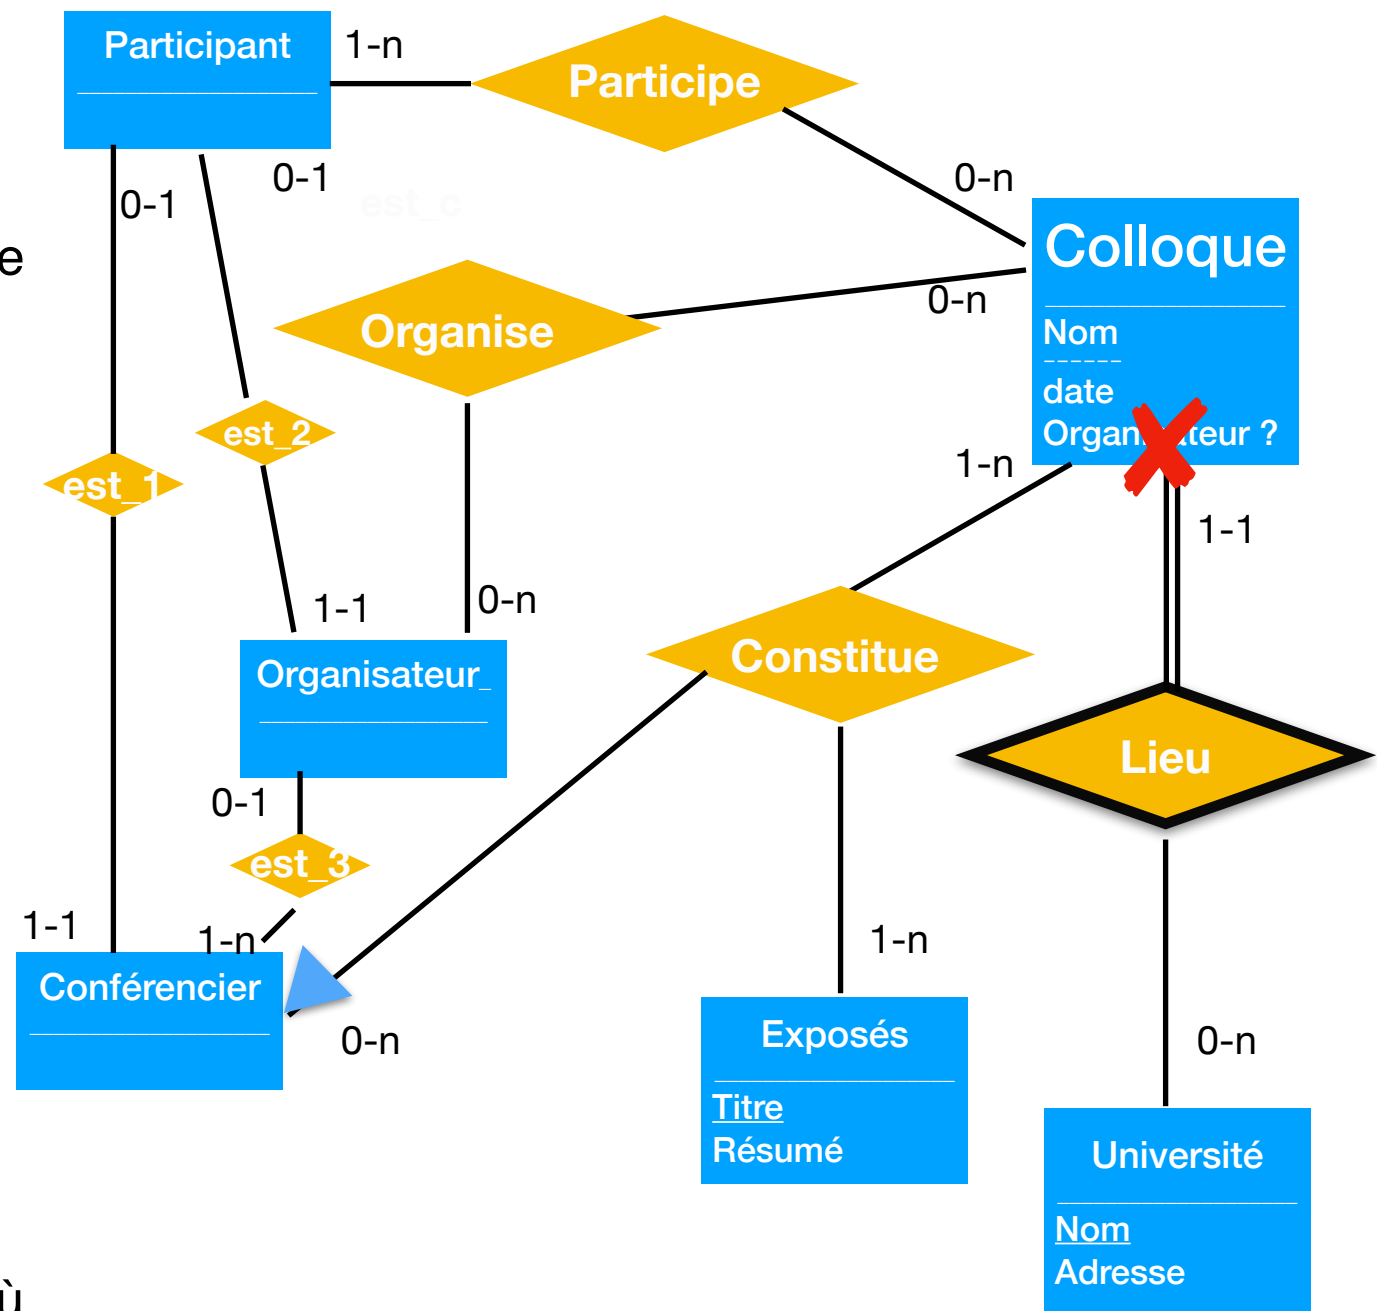 Participant
1-n
Participe
0-1
0-1
est_c
0-n
e
Colloque
0-n
Organise
Nom
date
Organisateur ?
est_2
1-n
est_1
1-1
1-1
0-n
Constitue
Organisateur_
Lieu
0-1
est_3
1-1
1-n
1-n
Conférencier
0-n
Exposés
0-n
Titre
Résumé
Université
Nom
Adresse
ù